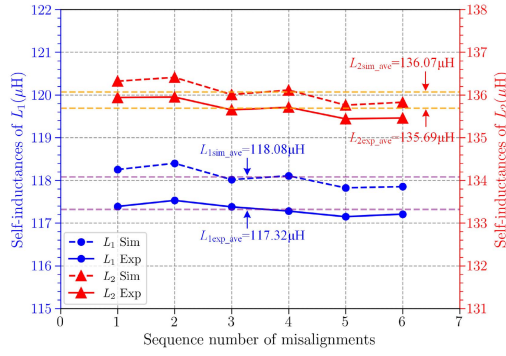 122
121
120
119
118
117
116
115
Self-inductances of L₁(μH)
138
137
136
135
134
133
132
131
Self-inductances of L₂(μH)
L₂sim_ave=136.07μH
L₂exp_ave=135.69μH
L₁sim_ave=118.08μH
L₁exp_ave=117.32μH
L₁ Sim
L₁ Exp
L₂ Sim
L₂ Exp
0 1 2 3 4 5 6 7
Sequence number of misalignments